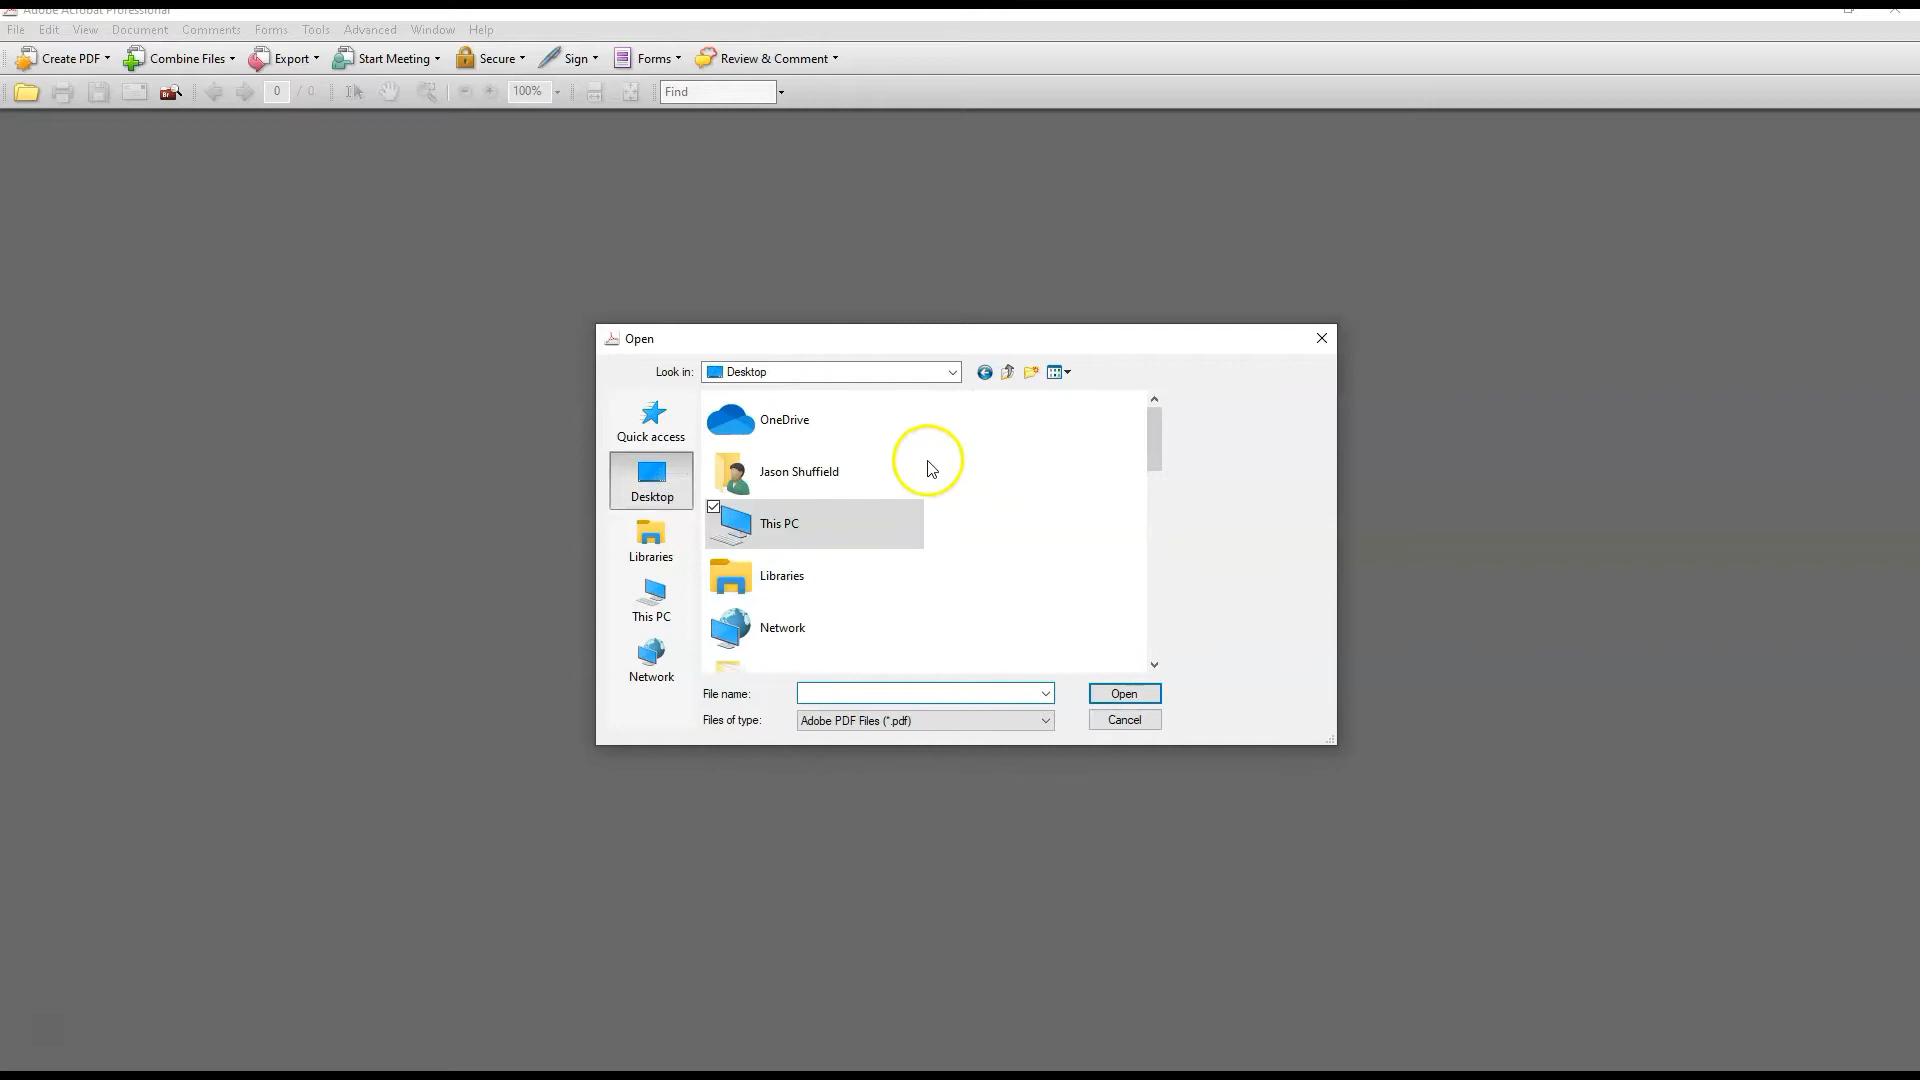 Adobe Acrobat Professional
File Edit View Document Comments Forms Tools Advanced Window Help
Create PDF Combine Files Export Start Meeting Secure Sign Forms Review & Comment
0 / 0 100% Find
Open
Look in: Desktop
OneDrive
Quick access
Jason Shuffield
Desktop
This PC
Libraries
Libraries
This PC
Network
Network
File name: Open
Files of type: Adobe PDF Files (*.pdf) Cancel